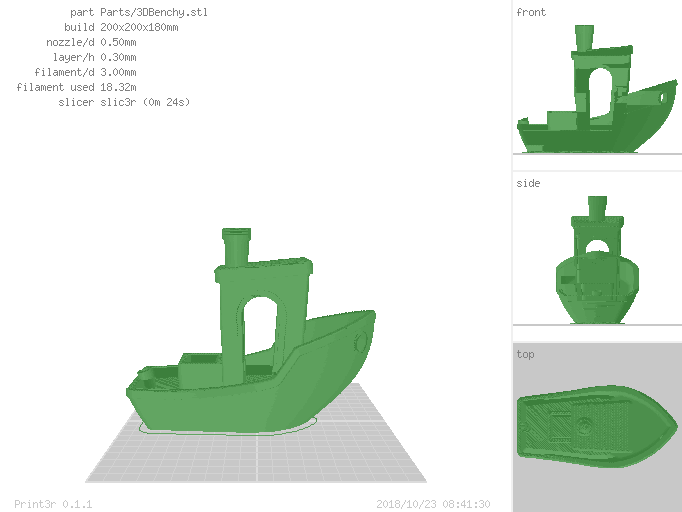 part Parts/3DBenchy.stl
build 200x200x180mm
nozzle/d 0.50mm
layer/h 0.30mm
filament/d 3.00mm
filament used 18.32m
slicer slic3r (0m 24s)
front
side
top
Print3r 0.1.1
2018/10/23 08:41:30